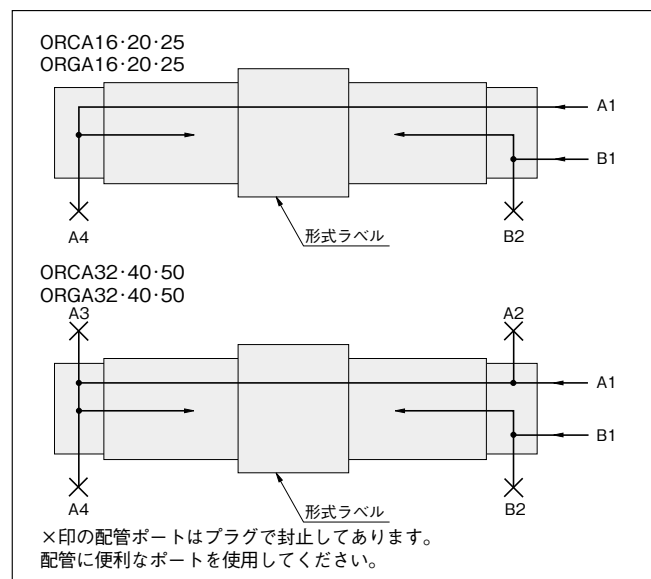 ORCA16·20·25
ORGA16·20·25
A1
B1
A4
形式ラベル
B2
ORCA32·40·50
ORGA32·40·50
A3
A2
A1
B1
A4
形式ラベル
B2
×印の配管ポートはプラグで封止してあります。
配管に便利なポートを使用してください。